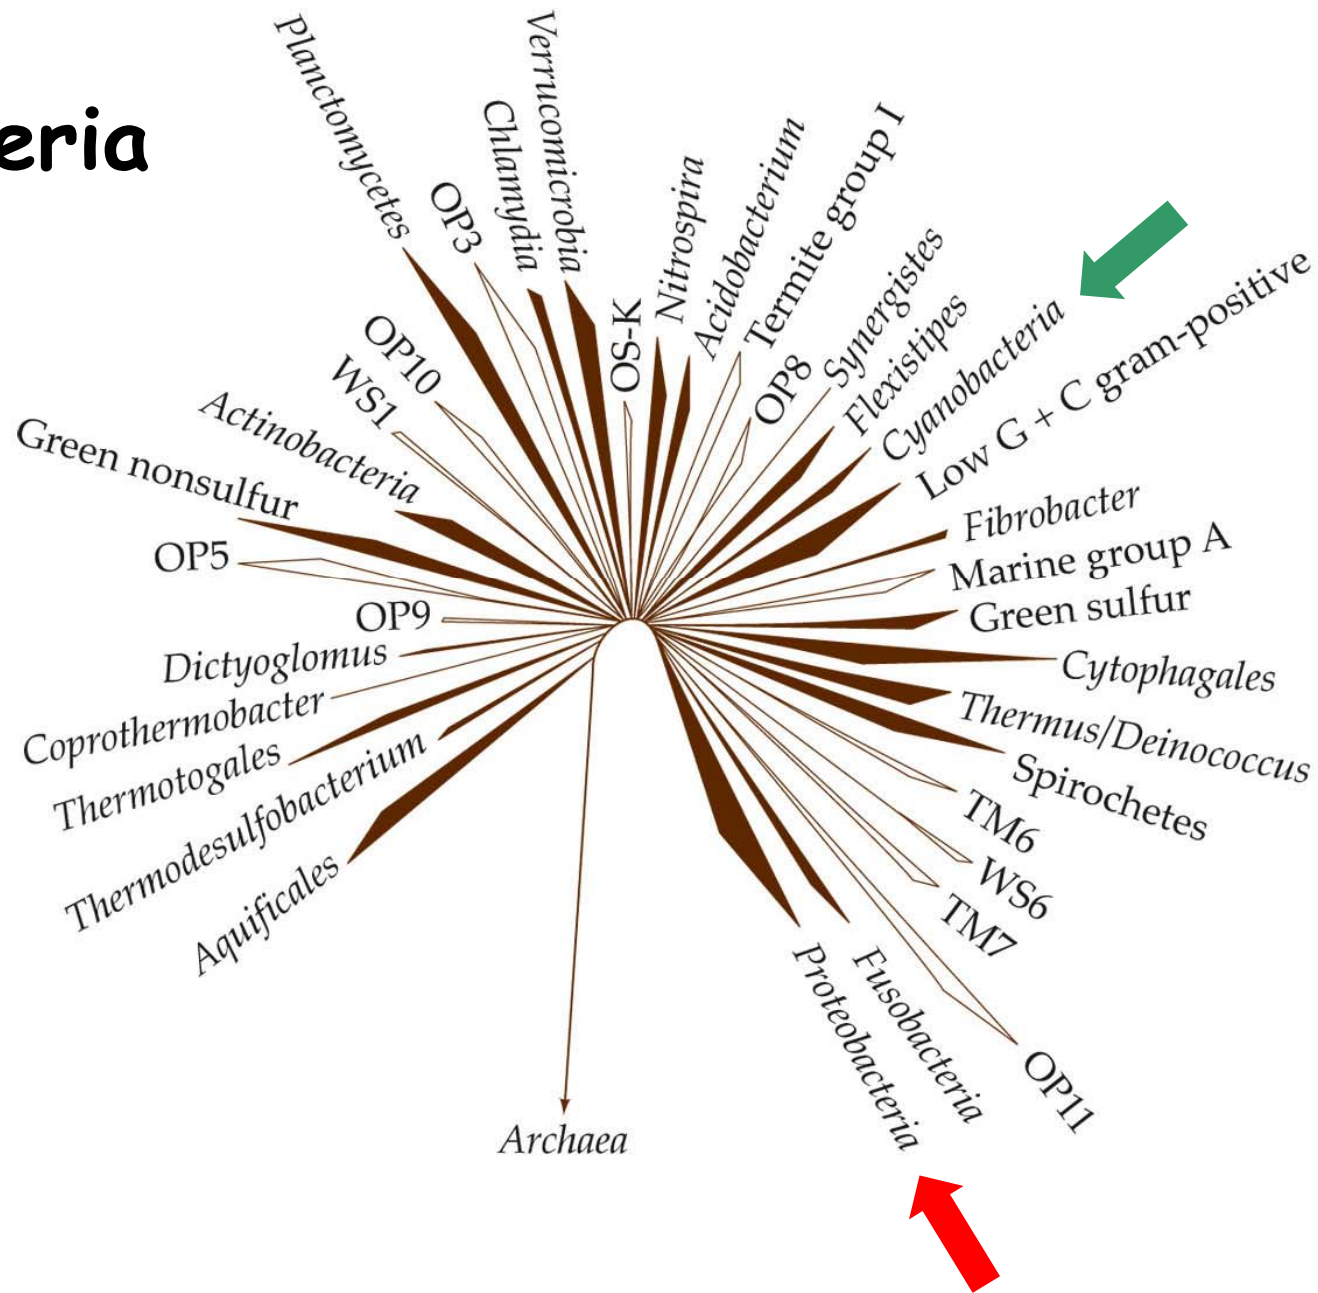 eria
Planctomycetes
OP3
Chlamydia
Verrucomicrobia
OS-K
Nitrospira
Acidobacterium
Termite group I
OP8
Synergistes
Flexistipes
Cyanobacteria
Low G + C gram-positive
Fibrobacter
Marine group A
Green sulfur
Cytophagales
Thermus/Deinococcus
Spirochetes
TM6
WS6
TM7
OP11
Fusobacteria
Proteobacteria
Archaea
Aquificales
Thermodesulfobacterium
Thermotogales
Coprothermobacter
Dictyoglomus
OP9
OP5
Green nonsulfur
Actinobacteria
WS1
OP10